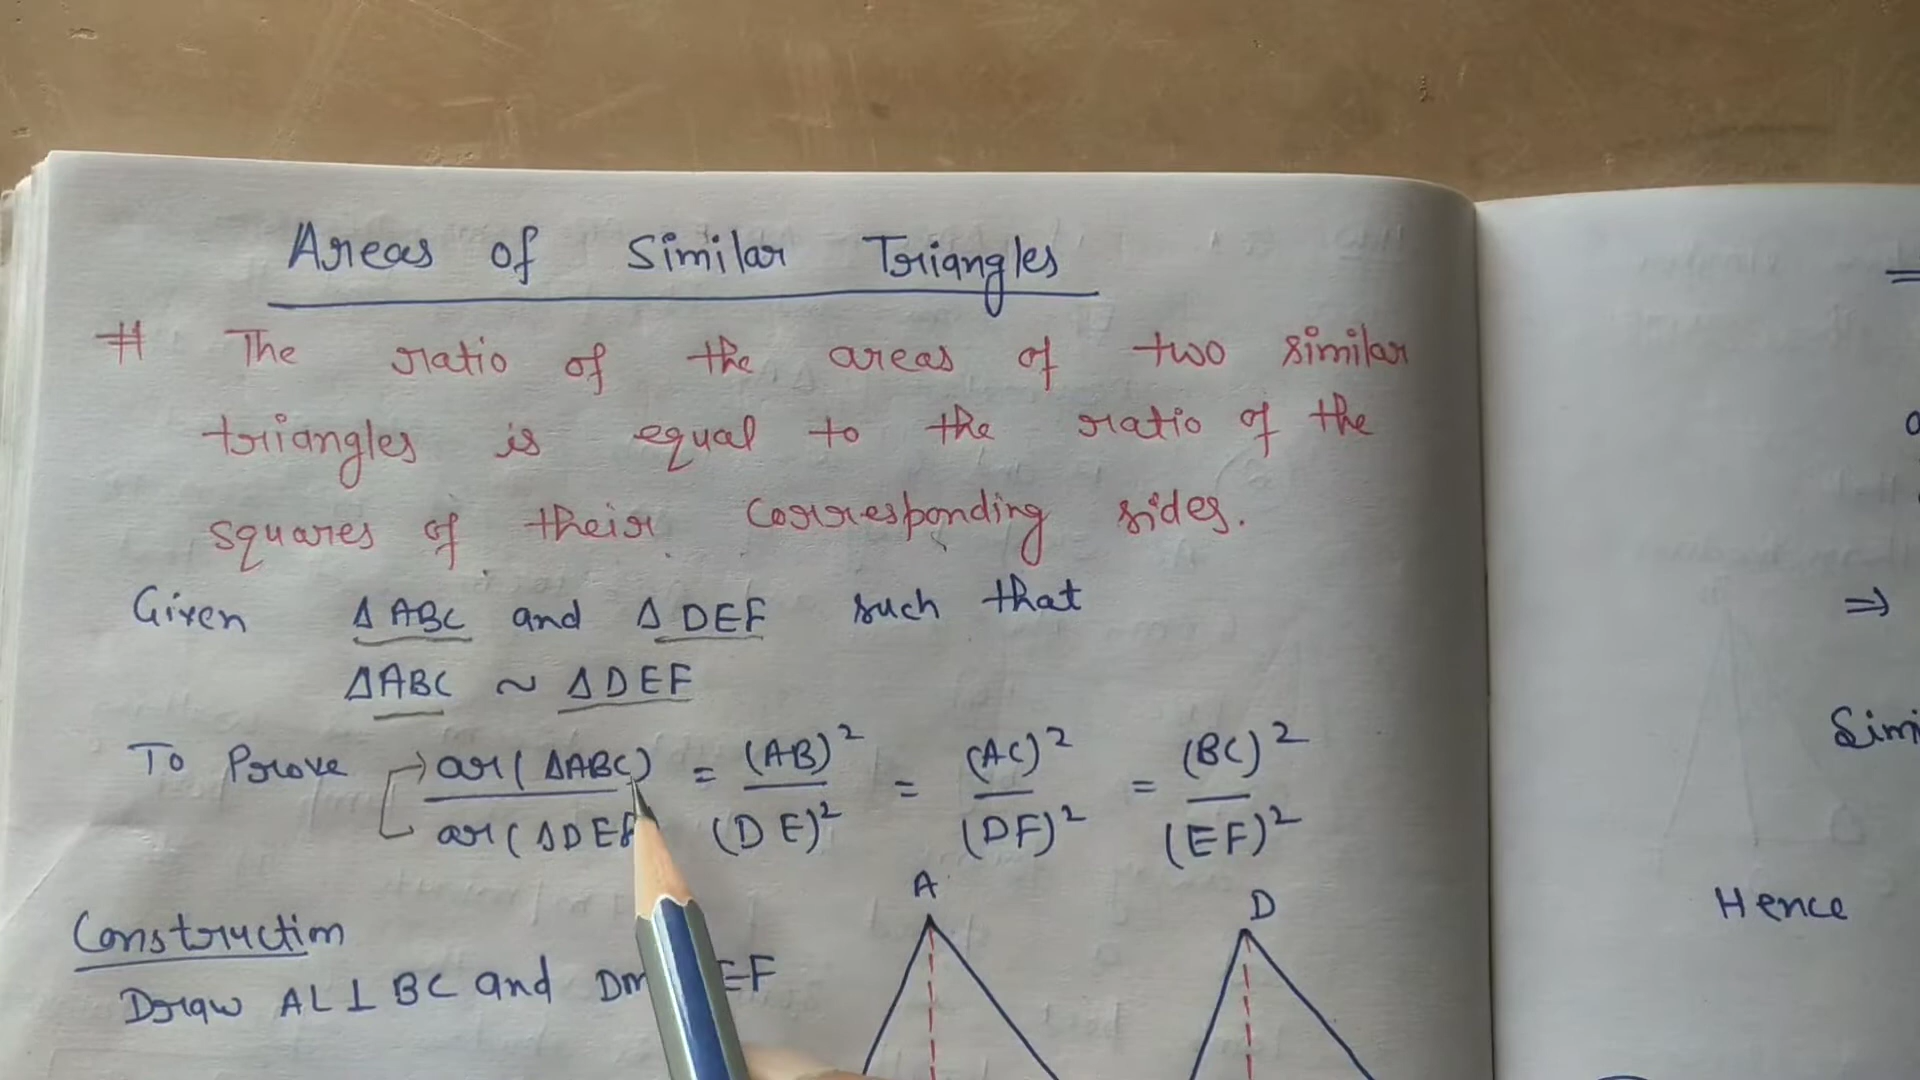 Areas of Similar Triangles
# The ratio of the areas of two similar
triangles is equal to the ratio of the
squares of their corresponding sides.
Given ΔABC and ΔDEF such that
ΔABC ~ ΔDEF
To Prove ar(ΔABC) = (AB)² = (AC)² = (BC)²
ar(ΔDEF (DE)² (DF)² (EF)²
Construction
Draw AL⊥BC and DM EF
A
D
⇒
Simi
Hence